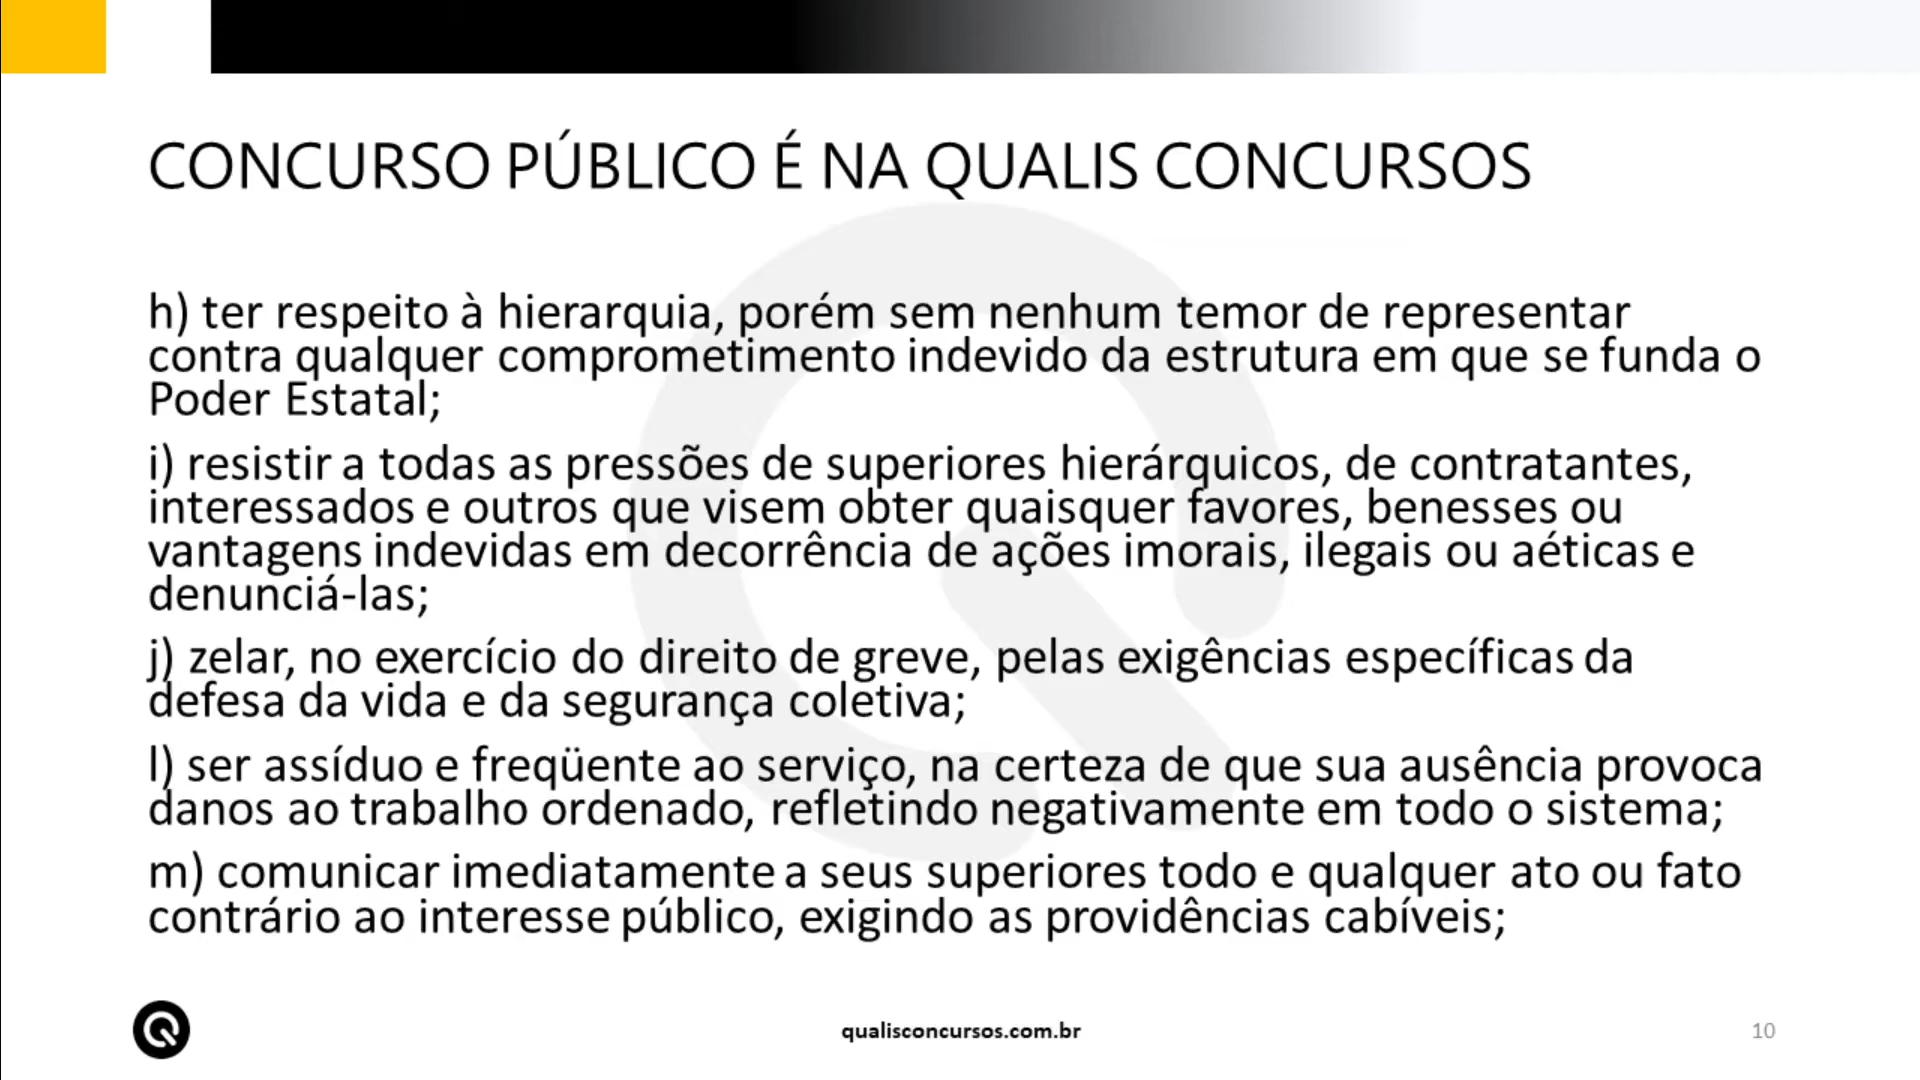 CONCURSO PÚBLICO É NA QUALIS CONCURSOS
h) ter respeito à hierarquia, porém sem nenhum temor de representar
contra qualquer comprometimento indevido da estrutura em que se funda o
Poder Estatal;
i) resistir a todas as pressões de superiores hierárquicos, de contratantes,
interessados e outros que visem obter quaisquer favores, benesses ou
vantagens indevidas em decorrência de ações imorais, ilegais ou aéticas e
denunciá-las;
j) zelar, no exercício do direito de greve, pelas exigências específicas da
defesa da vida e da segurança coletiva;
l) ser assíduo e freqüente ao serviço, na certeza de que sua ausência provoca
danos ao trabalho ordenado, refletindo negativamente em todo o sistema;
m) comunicar imediatamente a seus superiores todo e qualquer ato ou fato
contrário ao interesse público, exigindo as providências cabíveis;
qualisconcursos.com.br
10